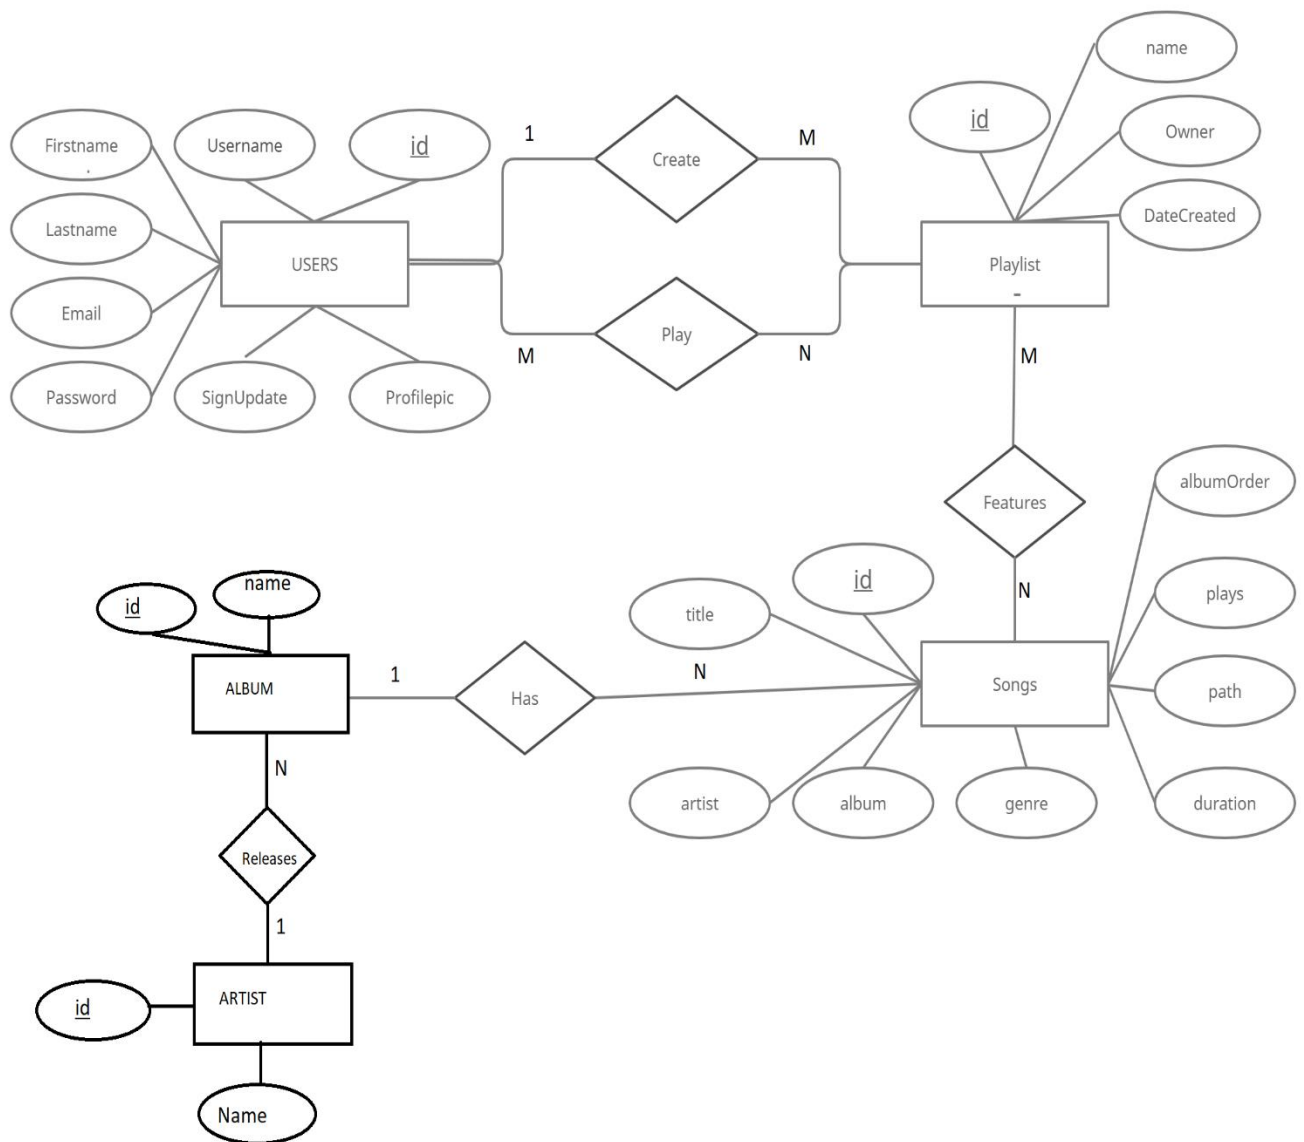 name
id
Owner
DateCreated
Firstname
.
Username
id
1
Create
M
Lastname
USERS
Playlist
-
Email
M
Play
N
Password
SignUpdate
Profilepic
M
Features
albumOrder
N
id
name
id
title
plays
ALBUM
1
Has
N
Songs
path
N
artist
album
genre
duration
Releases
1
ARTIST
id
Name